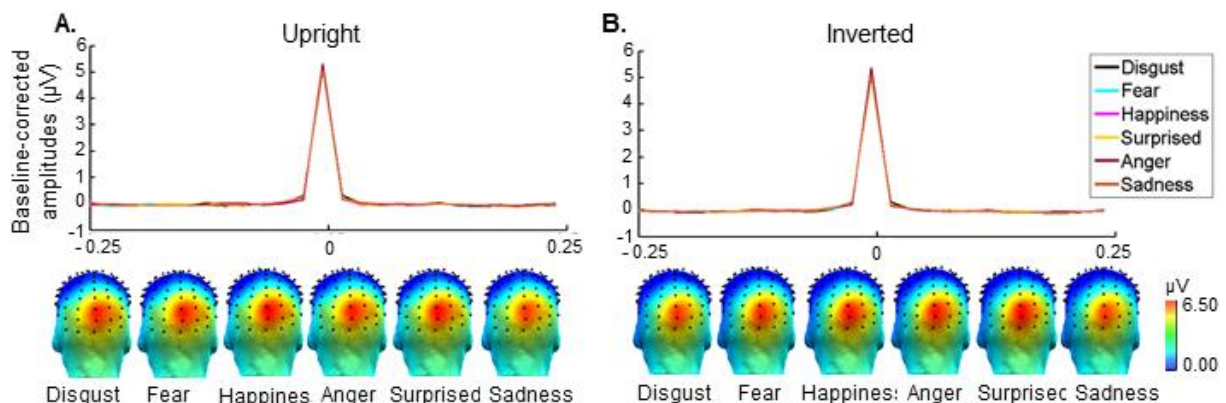 A.
Upright
Baseline-corrected
amplitudes (µV)
6
5
4
3
2
1
0
-1
-0.25
0
0.25
Disgust
Fear
Happines
Anger
Surprised
Sadness
B.
Inverted
6
5
4
3
2
1
0
-1
-0.25
0
0.25
Disgust
Fear
Happiness
Surprised
Anger
Sadness
Disgust
Fear
Happiness
Anger
Surprised
Sadness
µV
6.50
0.00